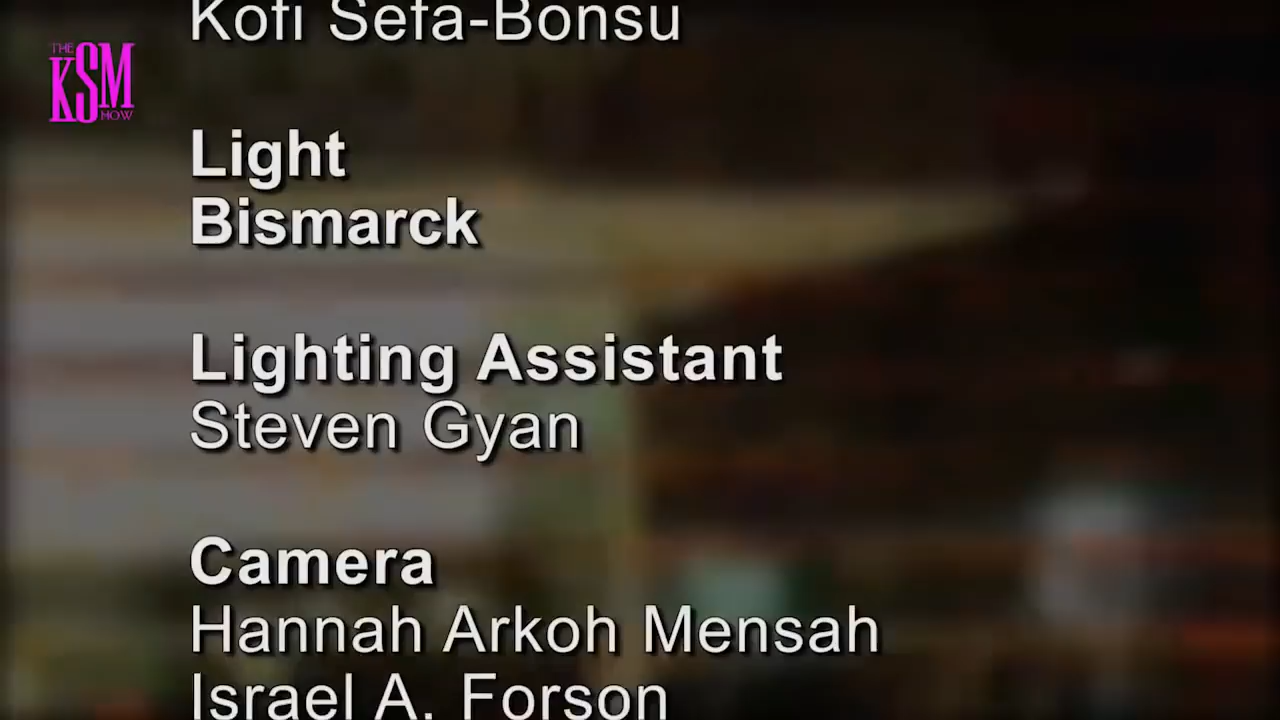 Kofi Sefa-Bonsu
THE
KSM
SHOW
Light
Bismarck
Lighting Assistant
Steven Gyan
Camera
Hannah Arkoh Mensah
Israel A. Forson